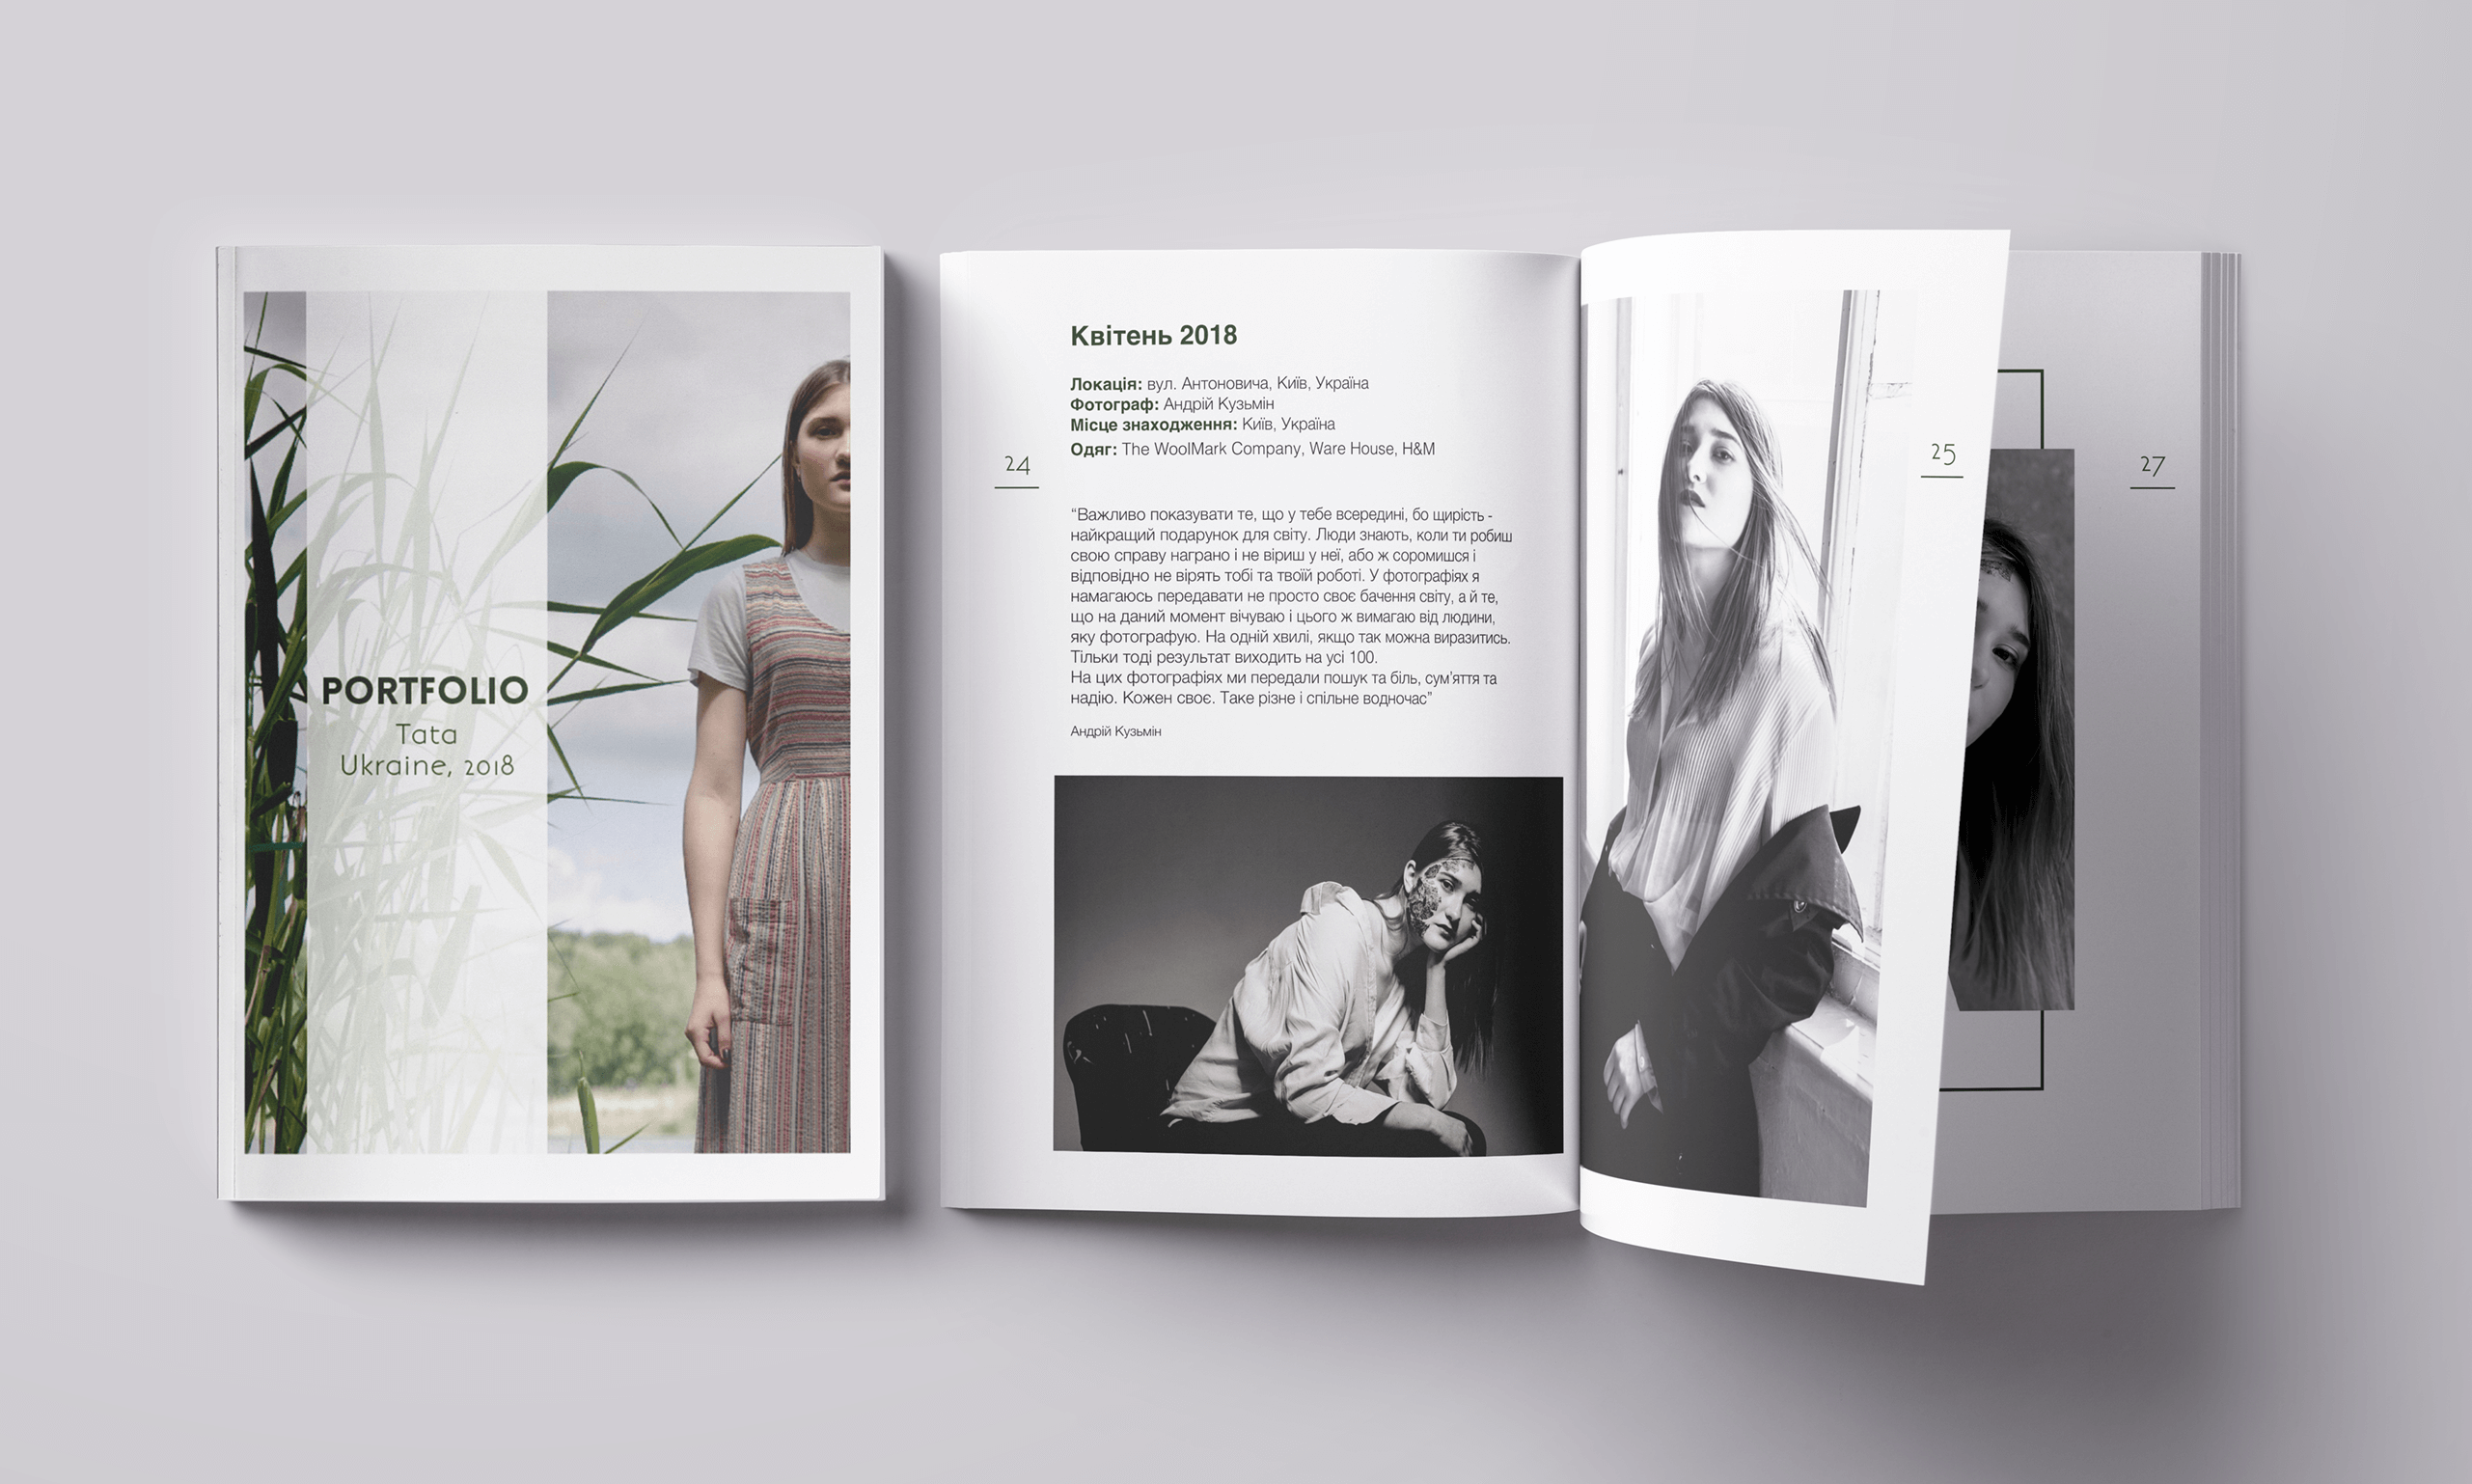 PORTFOLIO
Tata
Ukraine, 2018
24
Квітень 2018
Локація: вул. Антоновича, Київ, Україна
Фотограф: Андрій Кузьмін
Місце знаходження: Київ, Україна
Одяг: The WoolMark Company, Ware House, H&M
“Важливо показувати те, що у тебе всередині, бо щирість -
найкращий подарунок для світу. Люди знають, коли ти робиш
свою справу награно і не віриш у неї, або ж соромишся і
відповідно не вірять тобі та твоїй роботі. У фотографіях я
намагаюсь передавати не просто своє бачення світу, а й те,
що на даний момент вічуваю і цього ж вимагаю від людини,
яку фотографую. На одній хвилі, якщо так можна виразитись.
Тільки тоді результат виходить на усі 100.
На цих фотографіях ми передали пошук та біль, сум’яття та
надію. Кожен своє. Таке різне і спільне водночас”
Андрій Кузьмін
25
27